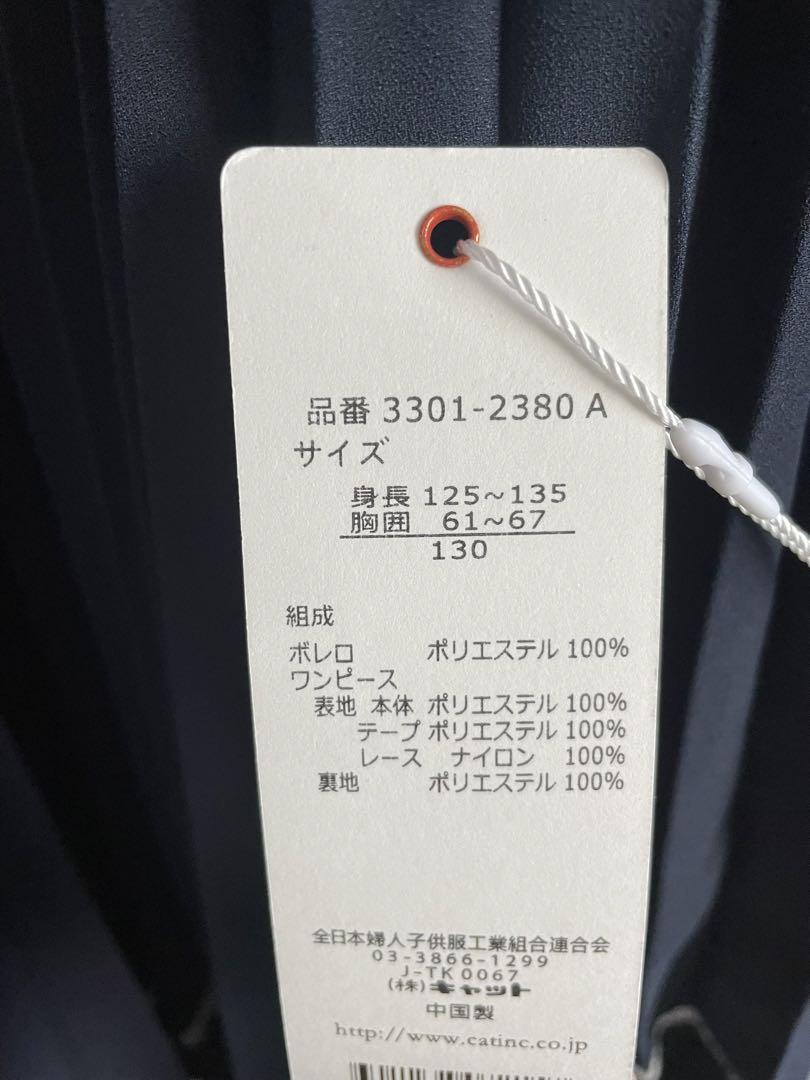 品番 3301-2380 A
サイズ
身長 125~135
胸囲 61~67
130
組成
ボレロ ポリエステル 100%
ワンピース
表地 本体 ポリエステル 100%
テープ ポリエステル 100%
レース ナイロン 100%
裏地 ポリエステル 100%
全日本婦人子供服工業組合連合会
03-3866-1299
J-TK 0067
(株)キャット
中国製
http://www.catinc.co.jp